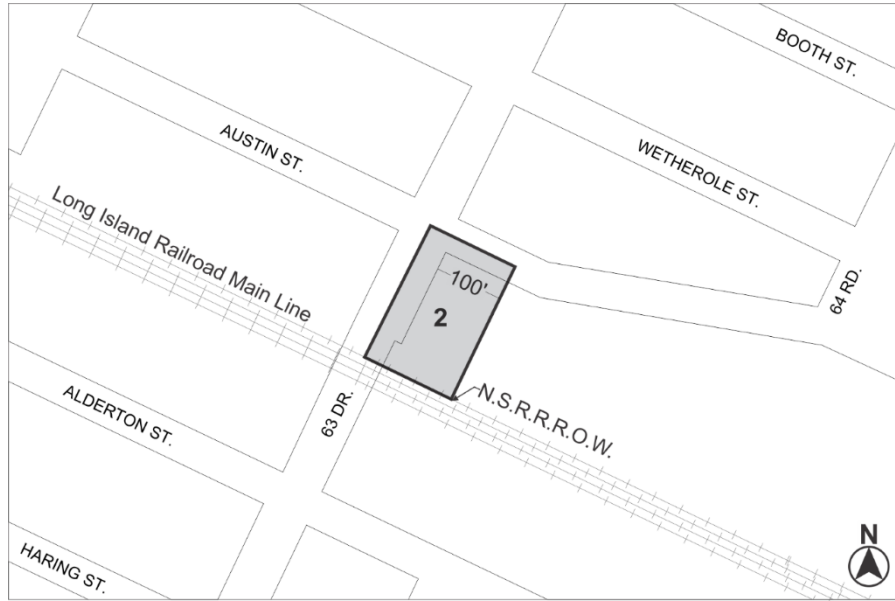 BOOTH ST.
AUSTIN ST.
WETHEROLE ST.
Long Island Railroad Main Line
100'
64 RD.
2
N.S.R.R.R.O.W.
63 DR.
ALDERTON ST.
N
HARING ST.